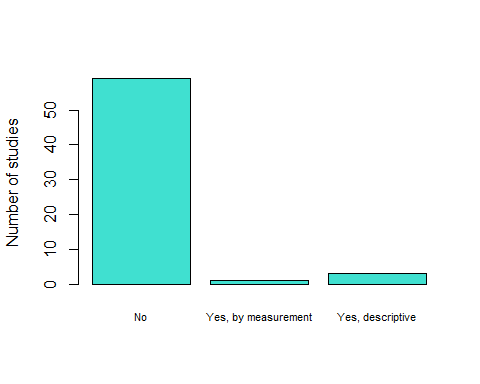 Number of studies
50
40
30
20
10
0
No
Yes, by measurement
Yes, descriptive